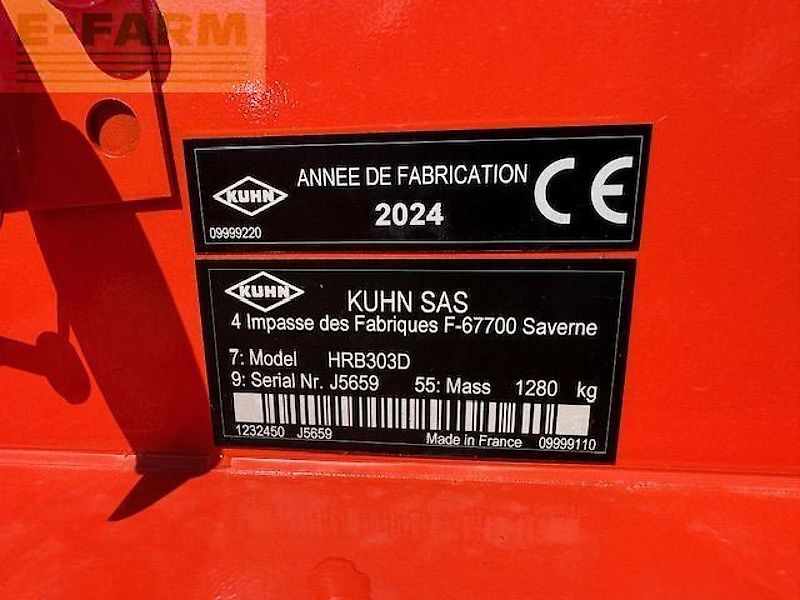 E-FARM
ANNEE DE FABRICATION
KUHN
2024
CE
09999220
KUHN
KUHN SAS
4 Impasse des Fabriques F-67700 Saverne
7: Model HRB303D
9: Serial Nr. J5659 55: Mass 1280 kg
1232450 J5659 Made in France 09999110